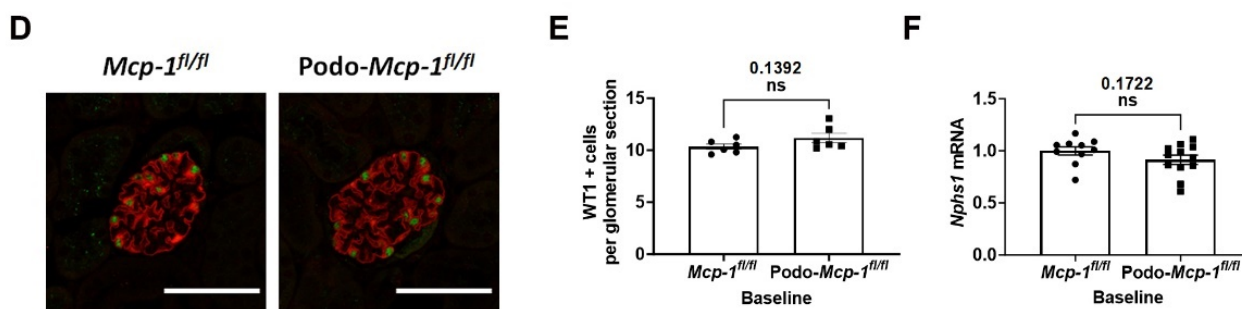 D
Mcp-1fl/fl
Podo-Mcp-1fl/fl
E
0.1392
ns
15
10
5
0
WT1 + cells
per glomerular section
Mcp-1fl/fl
Podo-Mcp-1fl/fl
Baseline
F
0.1722
ns
1.5
1.0
0.5
0.0
Nphs1 mRNA
Mcp-1fl/fl
Podo-Mcp-1fl/fl
Baseline